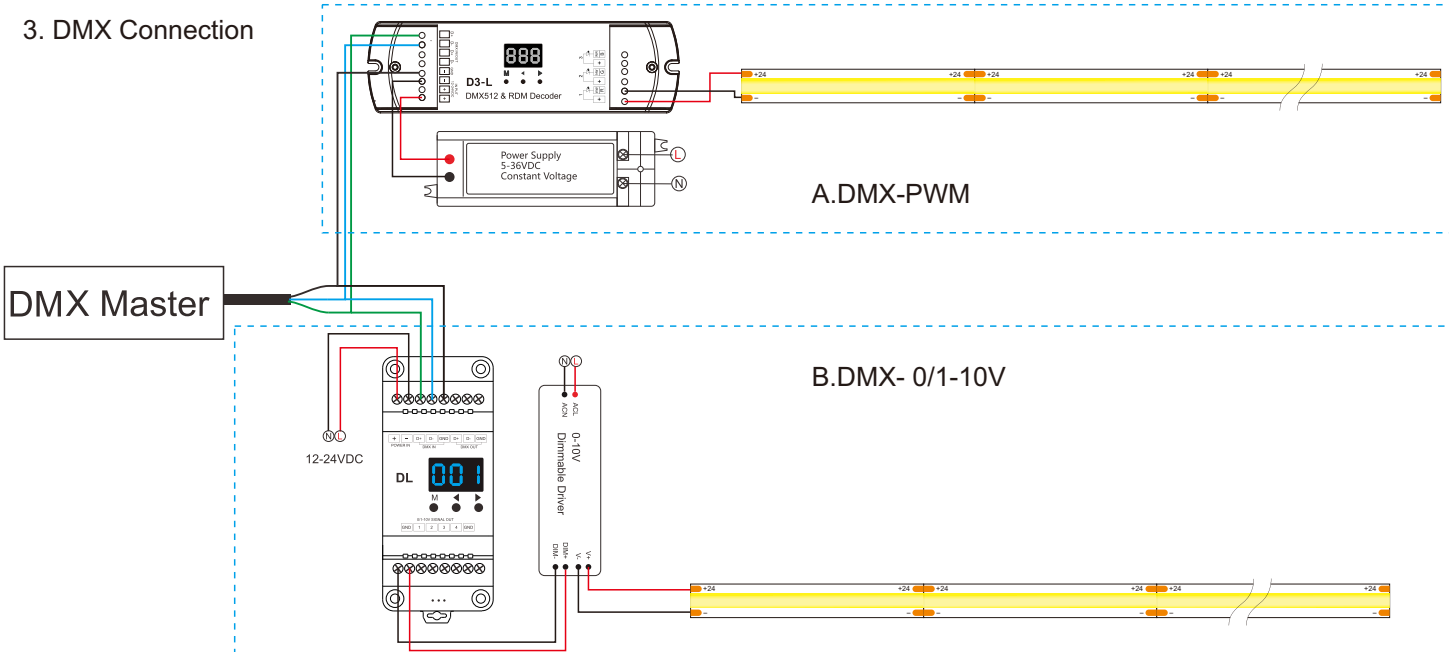 3. DMX Connection
888
M
D3-L
DMX512 & RDM Decoder
+24
+24
+24
+24
+24
+24
–
–
–
–
–
–
Power Supply
5-36VDC
Constant Voltage
L
N
A.DMX-PWM
DMX Master
B.DMX- 0/1-10V
N L
12-24VDC
+ – D+ D- GND D+ D- GND
POWER IN DMX IN DMX OUT
DL
001
M
0/1-10V SIGNAL OUT
GND 1 2 3 4 GND
N L
ACN ACL
0-10V
Dimmable Driver
DIM- DIM+ V- V+
+24
+24
+24
+24
+24
+24
–
–
–
–
–
–